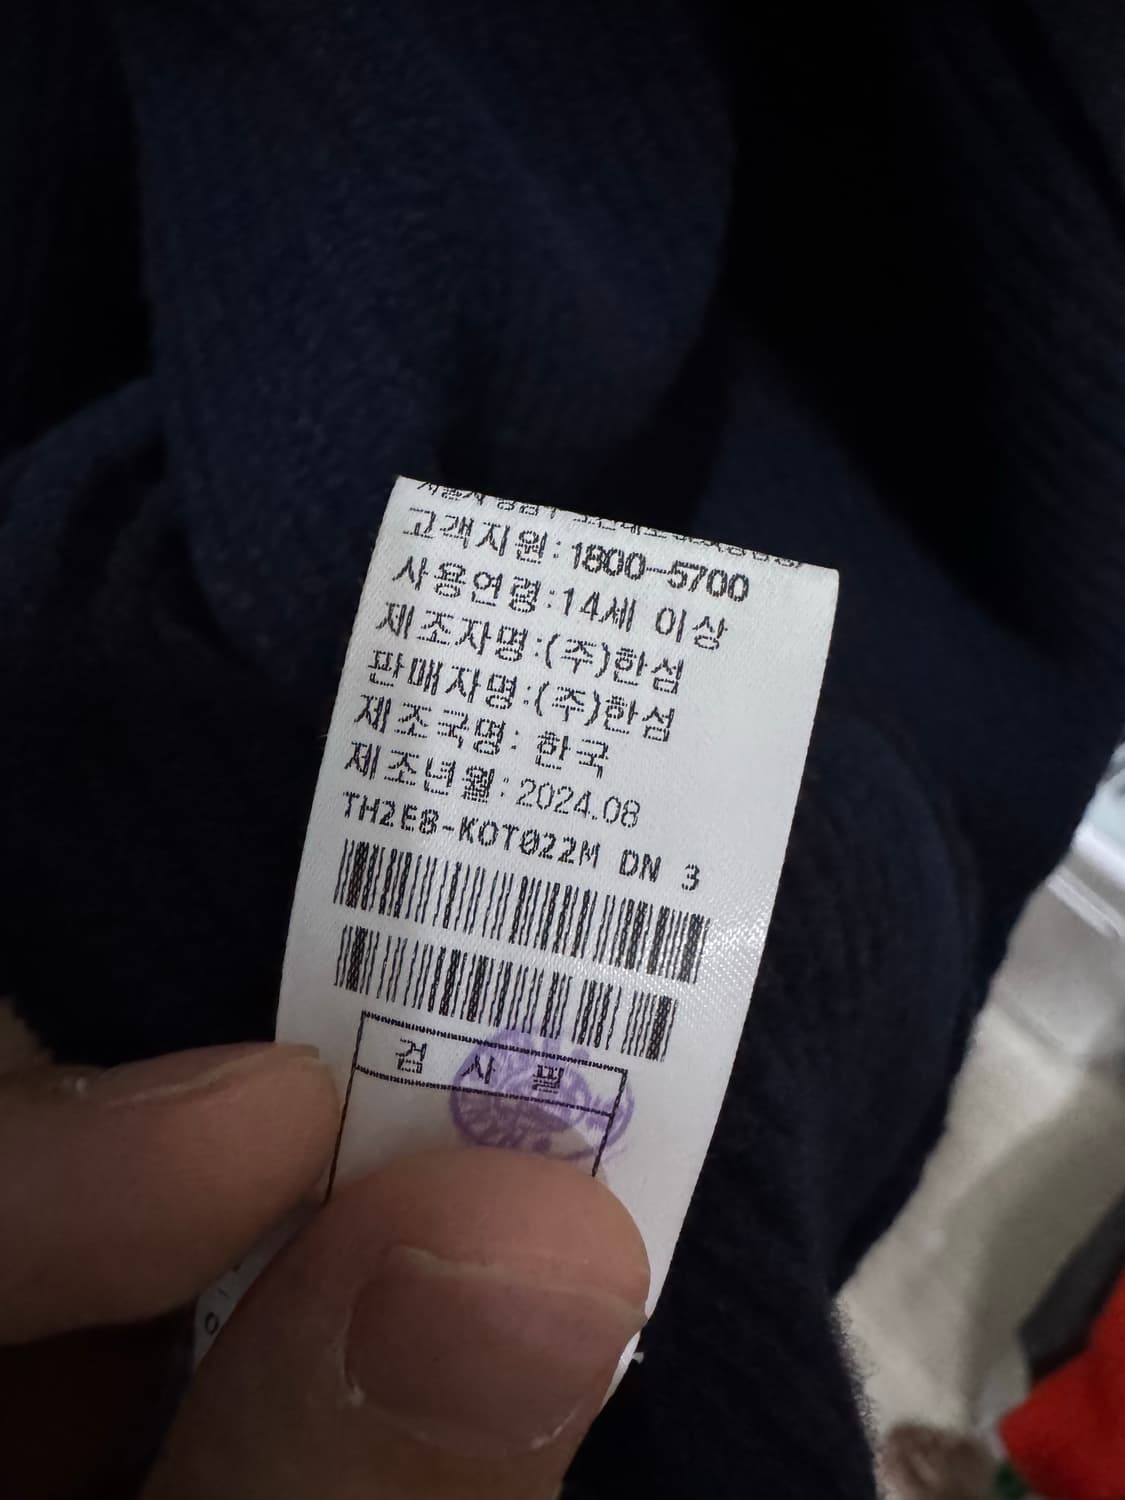 고객지원:1800-5700
사용연령:14세 이상
제조자명:(주)한섬
판매자명:(주)한섬
제조국명: 한국
제조년월: 2024.08
TH2E8-KOT022M DN 3
검 사 필